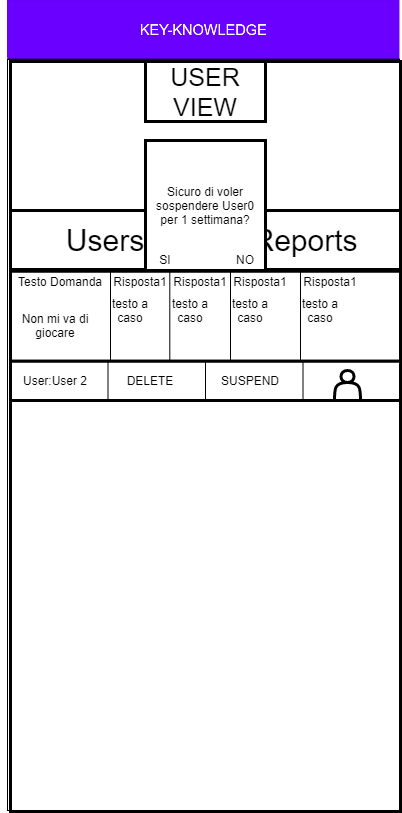 KEY-KNOWLEDGE
USER
VIEW
Sicuro di voler
sospendere User0
per 1 settimana?
SI NO
Users Reports
Testo Domanda Risposta1 Risposta1 Risposta1 Risposta1
testo a testo a testo a testo a
caso caso caso caso
Non mi va di
giocare
User:User 2 DELETE SUSPEND